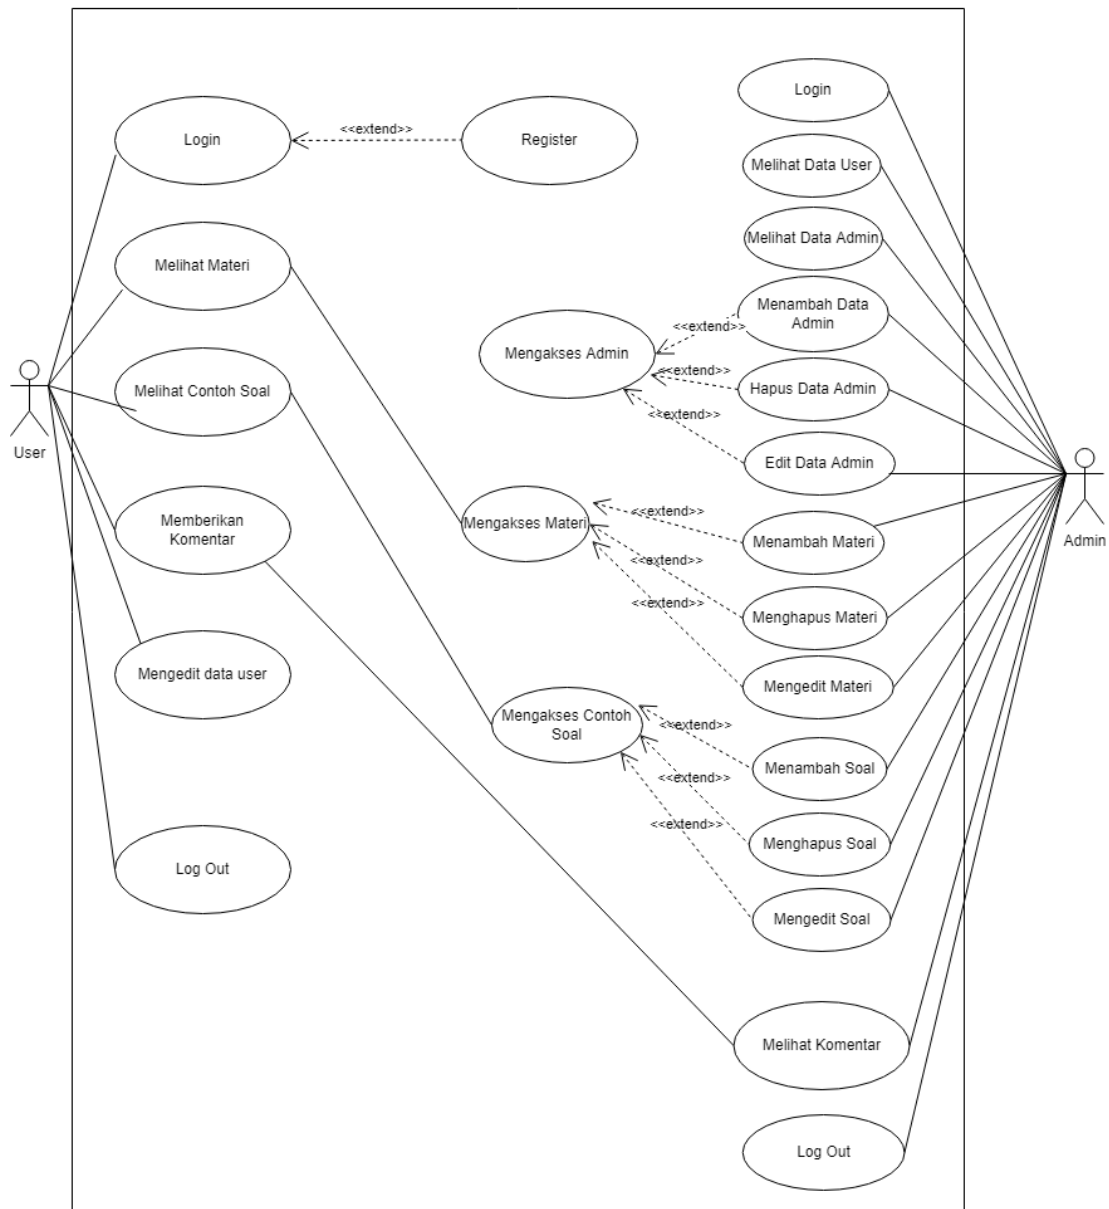 Login
<<extend>>
Register
Login
Melihat Data User
Melihat Data Admin
Melihat Materi
Menambah Data
Admin
<<extend>>
Mengakses Admin
<<extend>>
Hapus Data Admin
<<extend>>
Edit Data Admin
Melihat Contoh Soal
User
Memberikan
Komentar
Mengakses Materi
<<extend>>
Menambah Materi
Admin
<<extend>>
Menghapus Materi
<<extend>>
Mengedit Materi
Mengedit data user
Mengakses Contoh
Soal
<<extend>>
Menambah Soal
<<extend>>
Menghapus Soal
<<extend>>
Mengedit Soal
Log Out
Melihat Komentar
Log Out